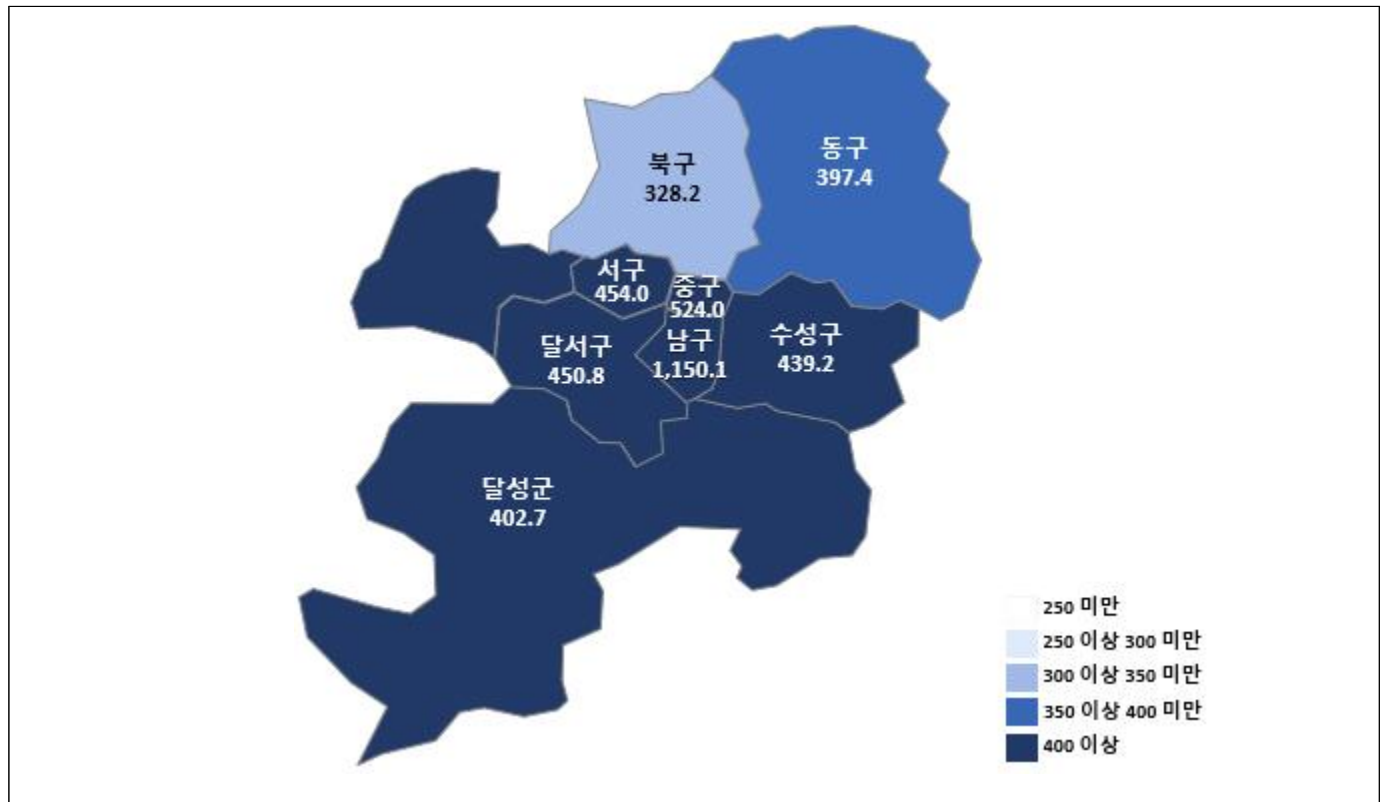 동구
397.4
북구
328.2
서구
454.0
중구
524.0
수성구
439.2
달서구
450.8
남구
1,150.1
달성군
402.7
250 미만
250 이상 300 미만
300 이상 350 미만
350 이상 400 미만
400 이상